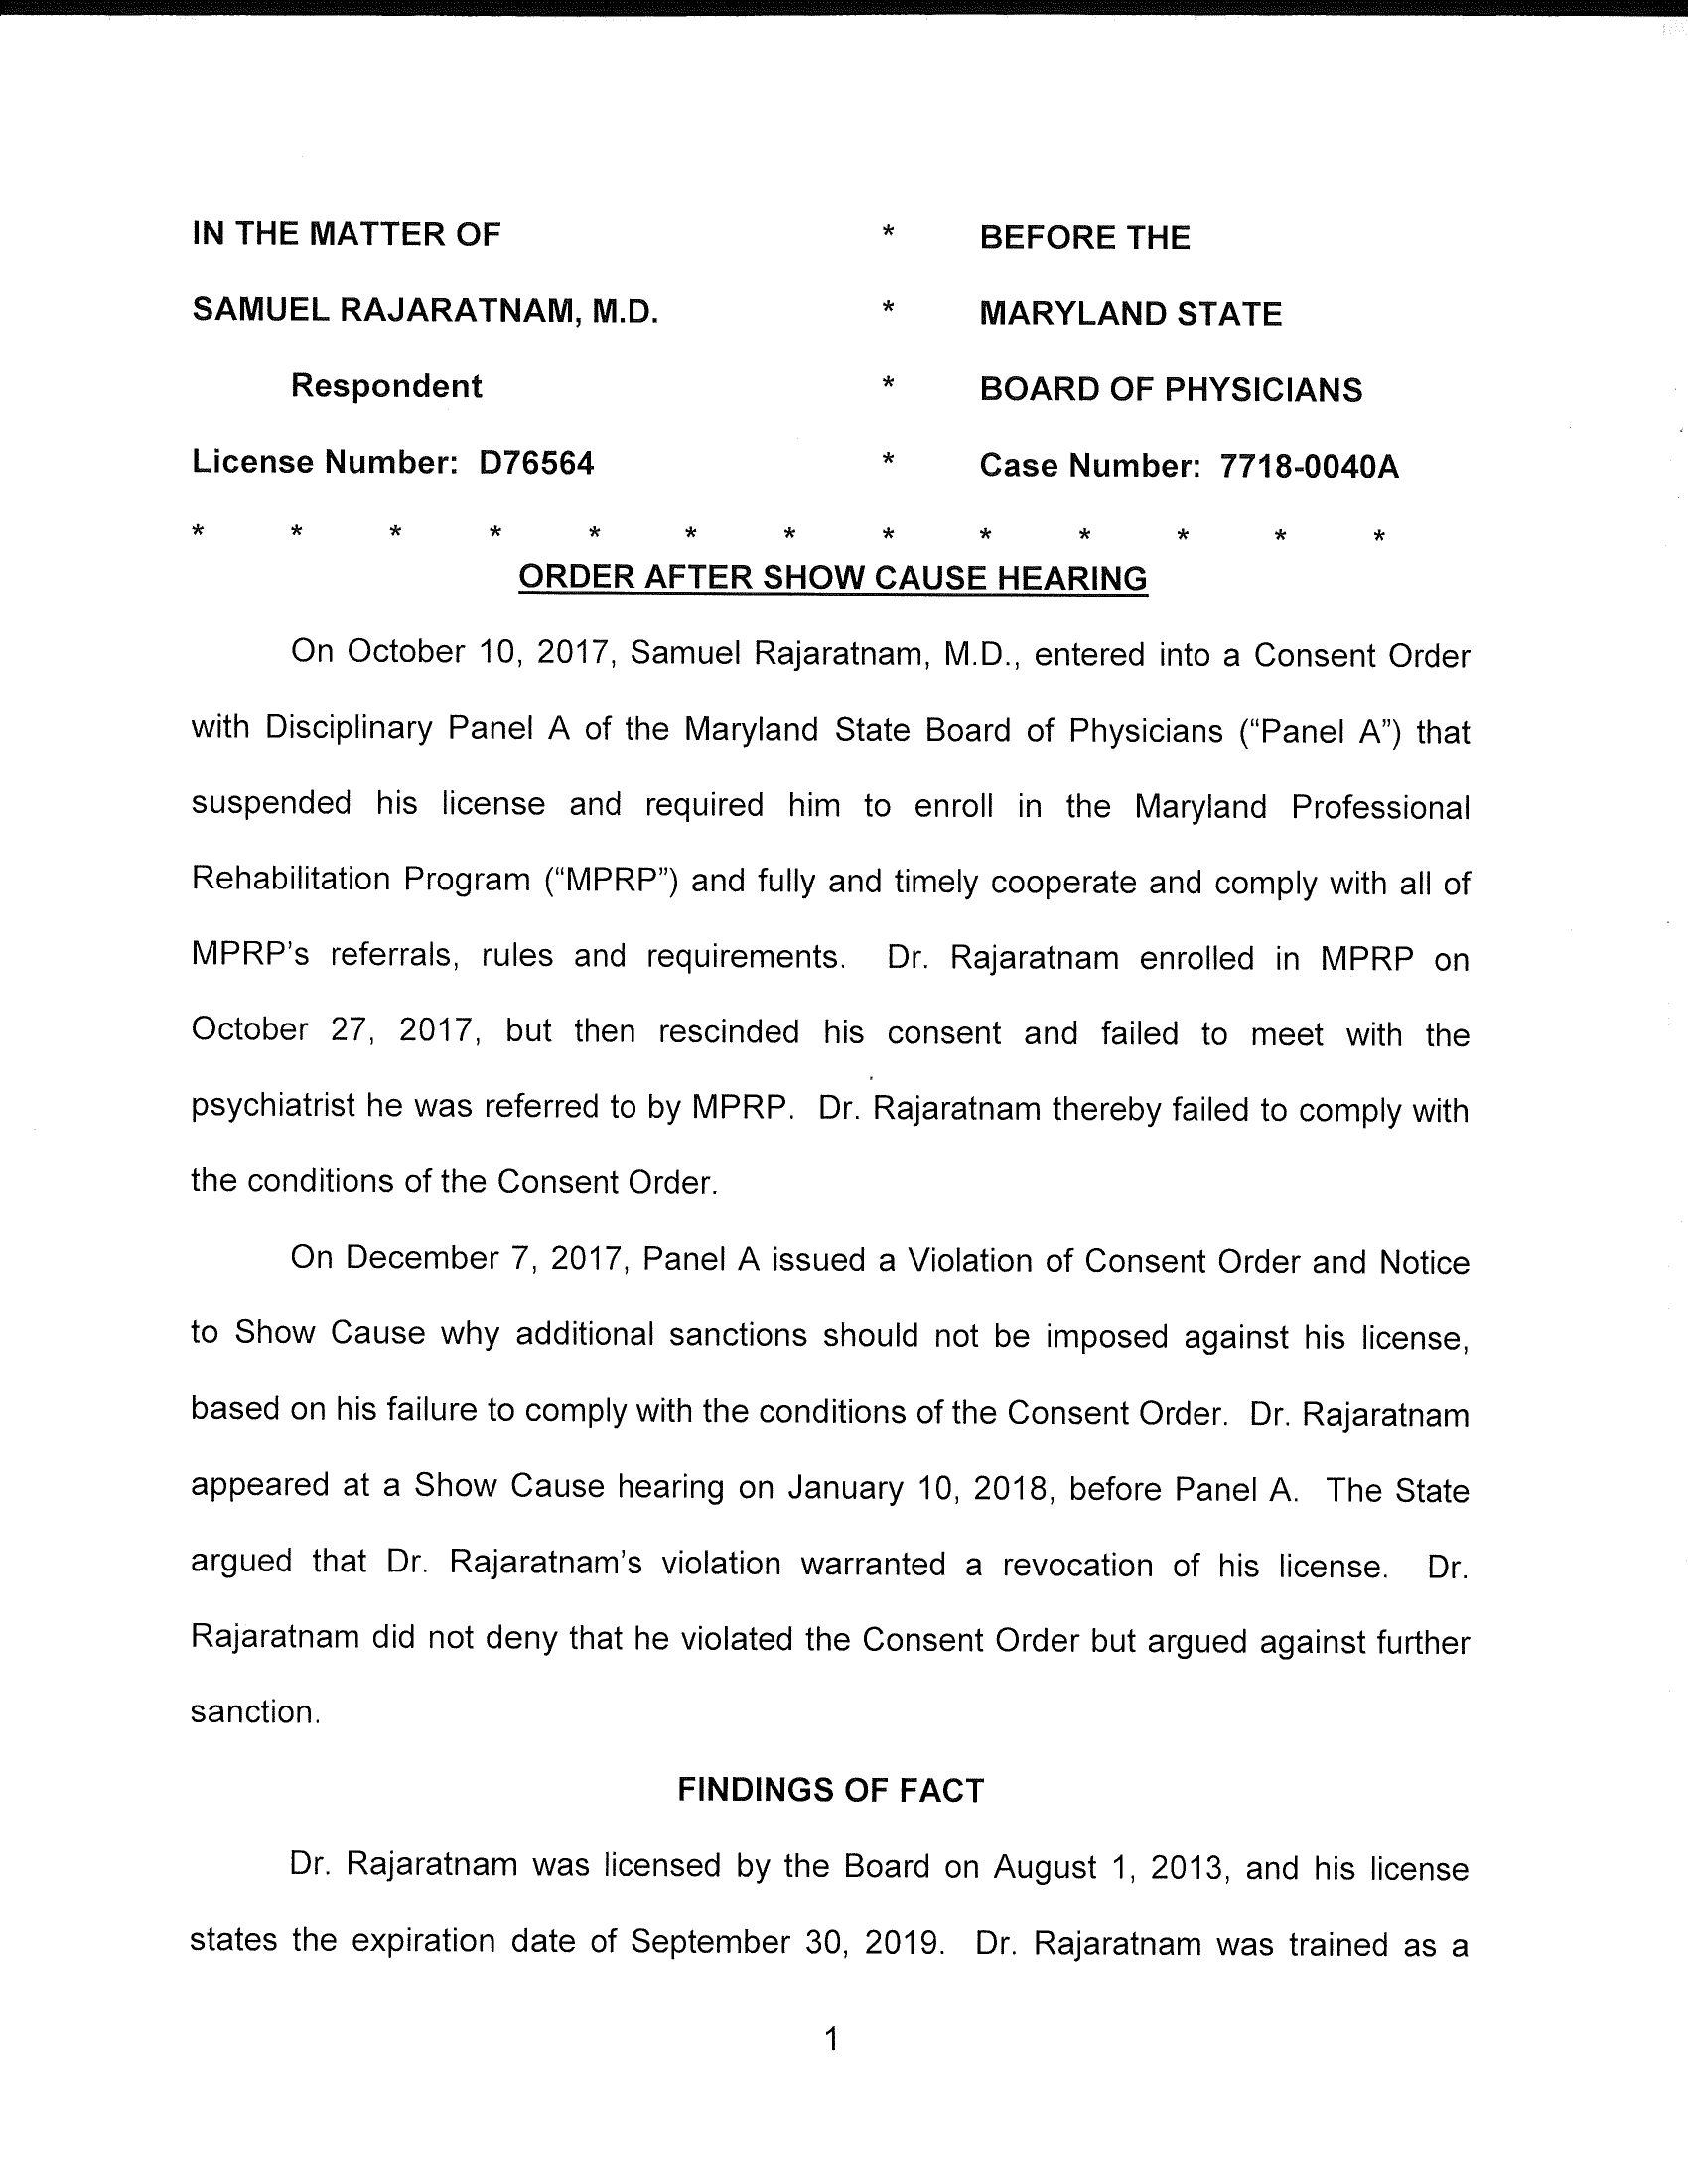 IN THE MATTER OF * BEFORE THE
SAMUEL RAJARATNAM, M.D. * MARYLAND STATE
Respondent * BOARD OF PHYSICIANS
License Number: D76564 * Case Number: 7718-0040A
* * * * * * * * * * * * *
ORDER AFTER SHOW CAUSE HEARING
On October 10, 2017, Samuel Rajaratnam, M.D., entered into a Consent Order
with Disciplinary Panel A of the Maryland State Board of Physicians (“Panel A”) that
suspended his license and required him to enroll in the Maryland Professional
Rehabilitation Program (“MPRP”) and fully and timely cooperate and comply with all of
MPRP’s referrals, rules and requirements. Dr. Rajaratnam enrolled in MPRP on
October 27, 2017, but then rescinded his consent and failed to meet with the
psychiatrist he was referred to by MPRP. Dr. Rajaratnam thereby failed to comply with
the conditions of the Consent Order.
On December 7, 2017, Panel A issued a Violation of Consent Order and Notice
to Show Cause why additional sanctions should not be imposed against his license,
based on his failure to comply with the conditions of the Consent Order. Dr. Rajaratnam
appeared at a Show Cause hearing on January 10, 2018, before Panel A. The State
argued that Dr. Rajaratnam’s violation warranted a revocation of his license. Dr.
Rajaratnam did not deny that he violated the Consent Order but argued against further
sanction.
FINDINGS OF FACT
Dr. Rajaratnam was licensed by the Board on August 1, 2013, and his license
states the expiration date of September 30, 2019. Dr. Rajaratnam was trained as a
1